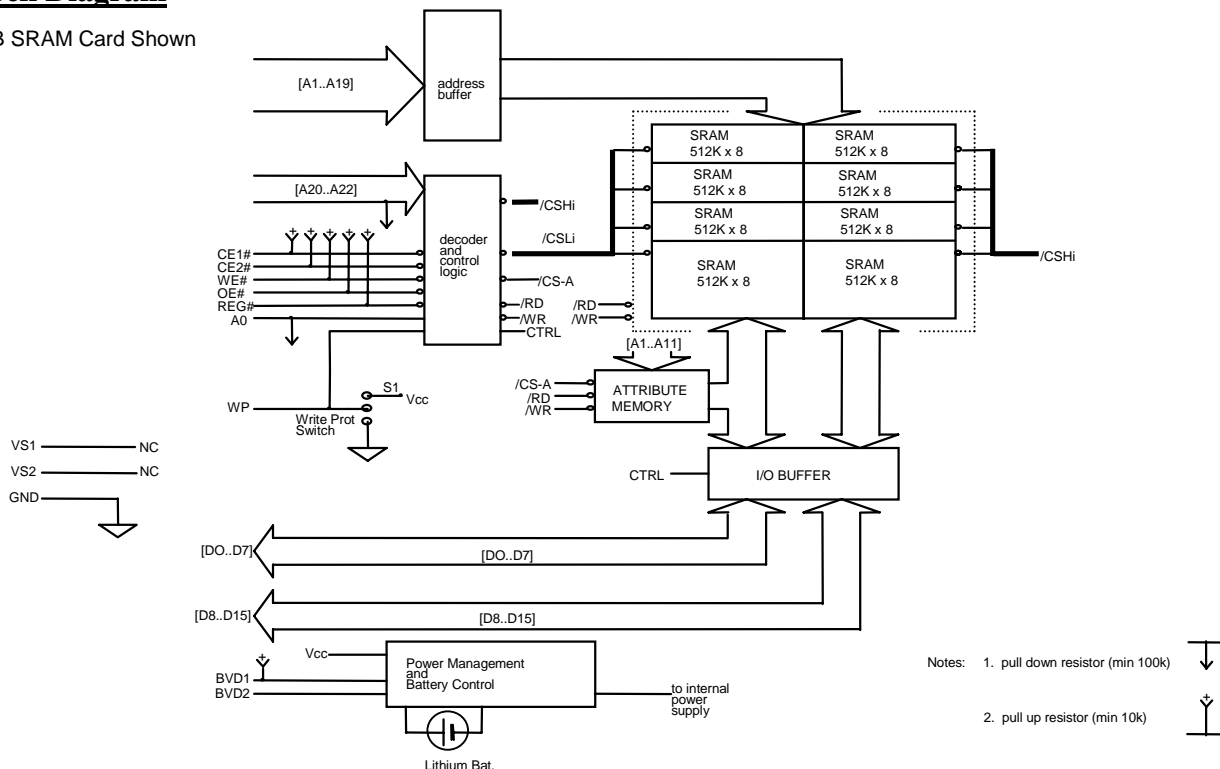 Diagram
SRAM Card Shown
[A1..A19]
address
buffer
SRAM
512K x 8
SRAM
512K x 8
SRAM
512K x 8
SRAM
512K x 8
SRAM
512K x 8
SRAM
512K x 8
SRAM
512K x 8
SRAM
512K x 8
[A20..A22]
/CSHi
/CSLi
decoder
and
control
logic
/CSHi
CE1#
CE2#
WE#
OE#
REG#
A0
/CS-A
/RD
/WR
CTRL
/RD
/WR
[A1..A11]
/CS-A
/RD
/WR
ATTRIBUTE
MEMORY
S1
Vcc
WP
Write Prot
Switch
VS1
NC
VS2
NC
GND
CTRL
I/O BUFFER
[DO..D7]
[DO..D7]
[D8..D15]
[D8..D15]
Vcc
+
BVD1
BVD2
Power Management
and
Battery Control
to internal
power
supply
Lithium Bat.
Notes: 1. pull down resistor (min 100k)
+
2. pull up resistor (min 10k)